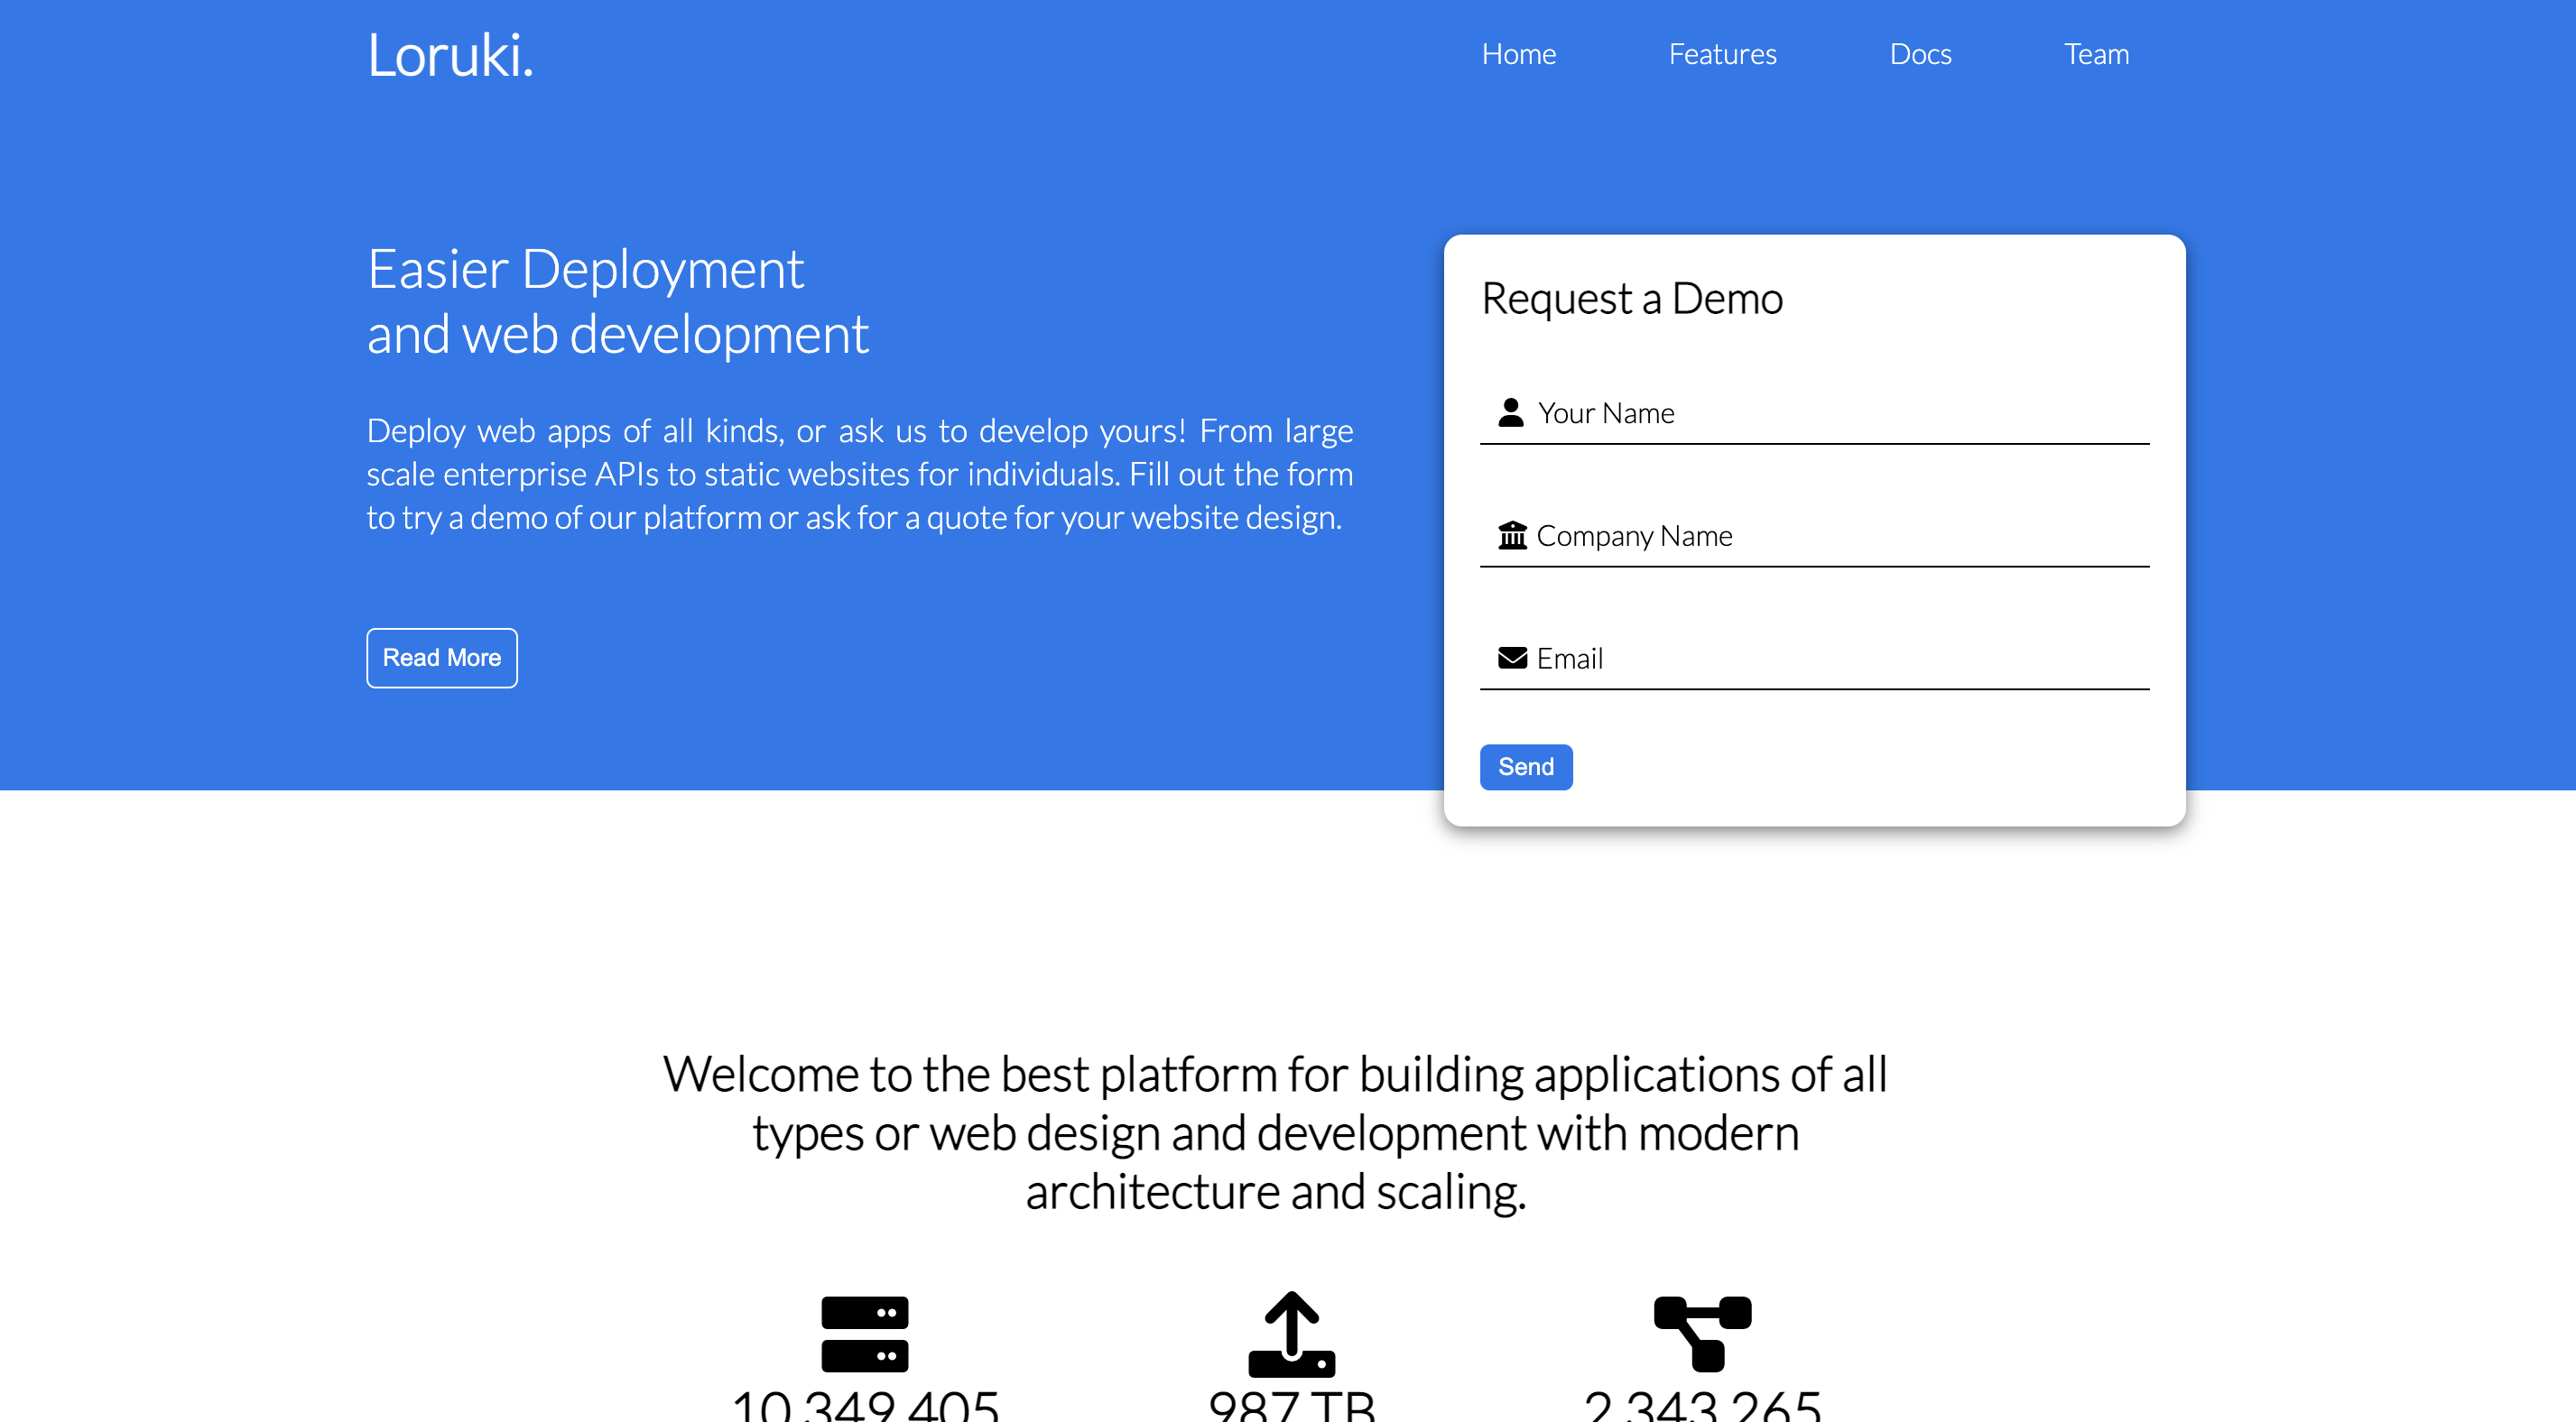 Loruki.
Home Features Docs Team
Easier Deployment
and web development
Deploy web apps of all kinds, or ask us to develop yours! From large
scale enterprise APIs to static websites for individuals. Fill out the form
to try a demo of our platform or ask for a quote for your website design.
Read More
Request a Demo
Your Name
Company Name
Email
Send
Welcome to the best platform for building applications of all
types or web design and development with modern
architecture and scaling.
10,349,405 987 TB 2,343,265